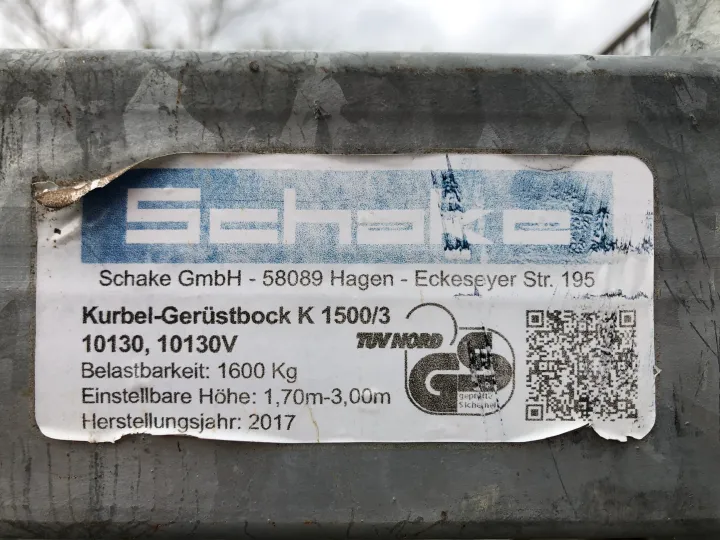 Schake
Schake GmbH - 58089 Hagen - Eckeseyer Str. 195
Kurbel-Gerüstbock K 1500/3
10130, 10130V
Belastbarkeit: 1600 Kg
Einstellbare Höhe: 1,70m-3,00m
Herstellungsjahr: 2017
TÜV NORD
GS
geprüfte
Sicherheit